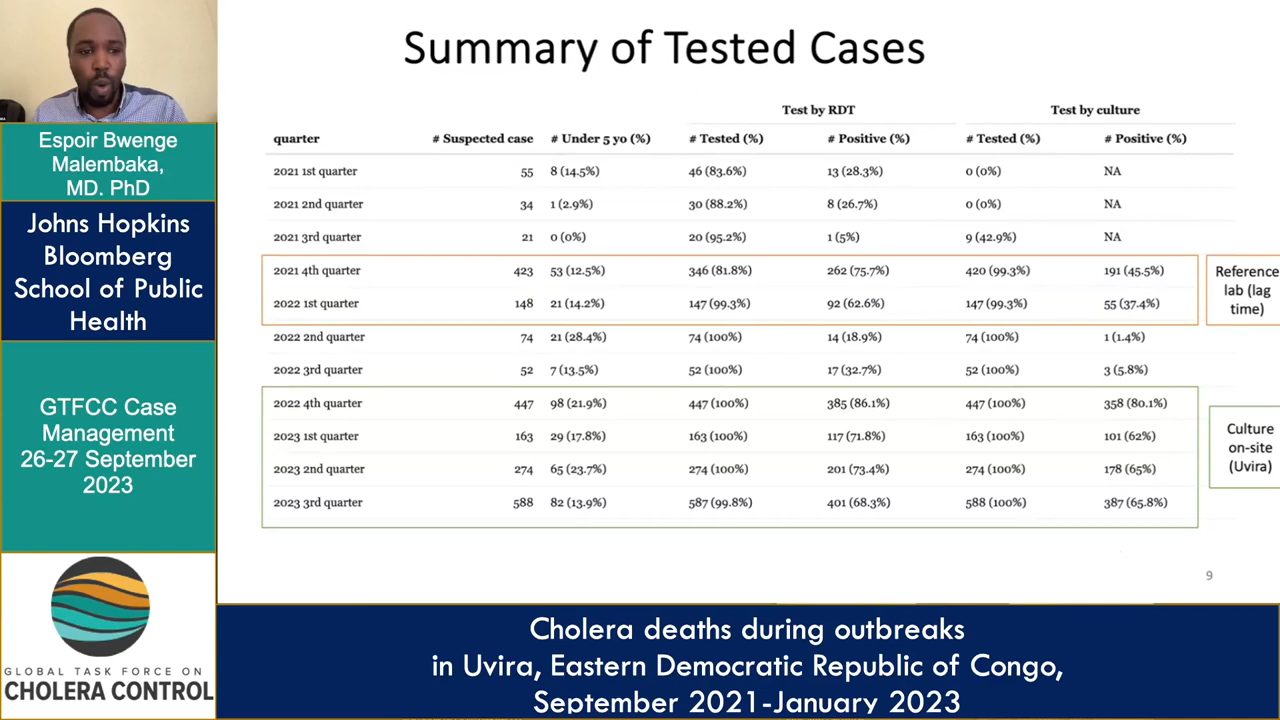 Summary of Tested Cases
Espoir Bwenge
Malembaka,
MD. PhD
Johns Hopkins
Bloomberg
School of Public
Health
GTFCC Case
Management
26-27 September
2023
GLOBAL TASK FORCE ON
CHOLERA CONTROL
Test by RDT Test by culture
quarter # Suspected case # Under 5 yo (%) # Tested (%) # Positive (%) # Tested (%) # Positive (%)
2021 1st quarter 55 8 (14.5%) 46 (83.6%) 13 (28.3%) 0 (0%) NA
2021 2nd quarter 34 1 (2.9%) 30 (88.2%) 8 (26.7%) 0 (0%) NA
2021 3rd quarter 21 0 (0%) 20 (95.2%) 1 (5%) 9 (42.9%) NA
2021 4th quarter 423 53 (12.5%) 346 (81.8%) 262 (75.7%) 420 (99.3%) 191 (45.5%)
2022 1st quarter 148 21 (14.2%) 147 (99.3%) 92 (62.6%) 147 (99.3%) 55 (37.4%)
2022 2nd quarter 74 21 (28.4%) 74 (100%) 14 (18.9%) 74 (100%) 1 (1.4%)
2022 3rd quarter 52 7 (13.5%) 52 (100%) 17 (32.7%) 52 (100%) 3 (5.8%)
2022 4th quarter 447 98 (21.9%) 447 (100%) 385 (86.1%) 447 (100%) 358 (80.1%)
2023 1st quarter 163 29 (17.8%) 163 (100%) 117 (71.8%) 163 (100%) 101 (62%)
2023 2nd quarter 274 65 (23.7%) 274 (100%) 201 (73.4%) 274 (100%) 178 (65%)
2023 3rd quarter 588 82 (13.9%) 587 (99.8%) 401 (68.3%) 588 (100%) 387 (65.8%)
Reference
lab (lag
time)
Culture
on-site
(Uvira)
9
Cholera deaths during outbreaks
in Uvira, Eastern Democratic Republic of Congo,
September 2021-January 2023